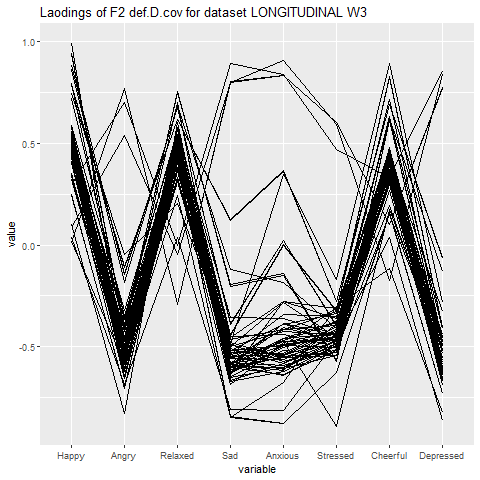 Laodings of F2 def.D.cov for dataset LONGITUDINAL W3
1.0
0.5
0.0
-0.5
value
Happy Angry Relaxed Sad Anxious Stressed Cheerful Depressed
variable